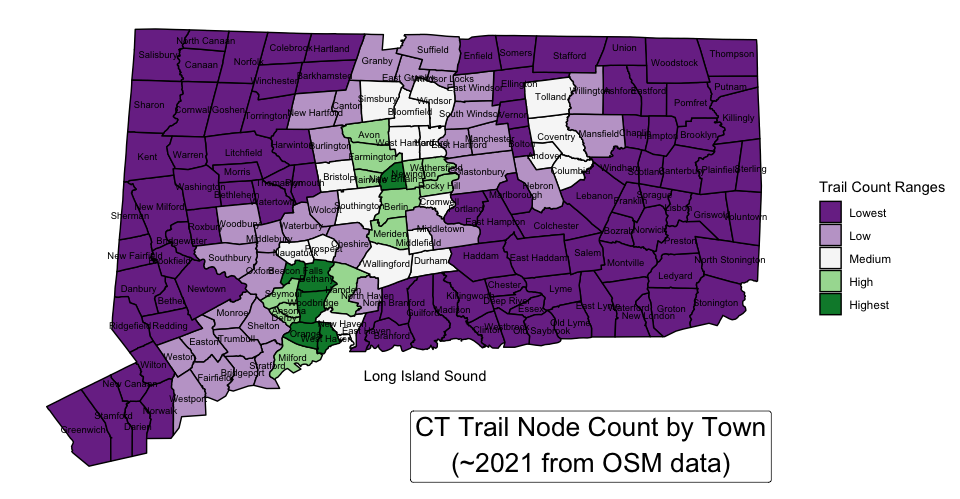 North Canaan
Colebrook
Hartland
Suffield
Union
Salisbury
Canaan
Norfolk
Granby
Enfield
Somers
Stafford
Woodstock
Thompson
Winchester
Barkhamsted
East Granby
Windsor Locks
East Windsor
Ellington
Tolland
Willington
Ashford
Eastford
Putnam
Sharon
Cornwall
Goshen
Torrington
New Hartford
Canton
Simsbury
Bloomfield
Windsor
South Windsor
Vernon
Pomfret
Killingly
Kent
Warren
Litchfield
Harwinton
Burlington
Avon
West Hartford
Hartford
East Hartford
Manchester
Bolton
Coventry
Mansfield
Chaplin
Hampton
Brooklyn
Morris
Farmington
Andover
Columbia
Windham
Scotland
Canterbury
Plainfield
Sterling
Washington
Bethlehem
Thomaston
Plymouth
Bristol
Plainville
New Britain
Newington
Wethersfield
Glastonbury
Rocky Hill
Hebron
Marlborough
Lebanon
Franklin
Sprague
Lisbon
Griswold
Voluntown
Sherman
New Milford
Roxbury
Woodbury
Watertown
Wolcott
Southington
Berlin
Cromwell
Portland
East Hampton
Colchester
Bozrah
Norwich
Preston
Bridgewater
Middlebury
Waterbury
Cheshire
Meriden
Middletown
Middlefield
New Fairfield
Brookfield
Southbury
Naugatuck
Prospect
Wallingford
Durham
Haddam
East Haddam
Salem
Montville
North Stonington
Oxford
Beacon Falls
Bethany
Danbury
Bethel
Newtown
Seymour
Woodbridge
Hamden
North Haven
North Branford
Killingworth
Chester
Deep River
Essex
Lyme
Ledyard
Monroe
Ansonia
Derby
Guilford
Madison
East Lyme
Waterford
New London
Groton
Stonington
Ridgefield
Redding
Shelton
Orange
New Haven
West Haven
East Haven
Branford
Clinton
Westbrook
Old Saybrook
Old Lyme
Easton
Trumbull
Weston
Wilton
Milford
Stratford
Bridgeport
Fairfield
New Canaan
Westport
Norwalk
Stamford
Darien
Greenwich
Long Island Sound
Trail Count Ranges
Lowest
Low
Medium
High
Highest
CT Trail Node Count by Town
(~2021 from OSM data)